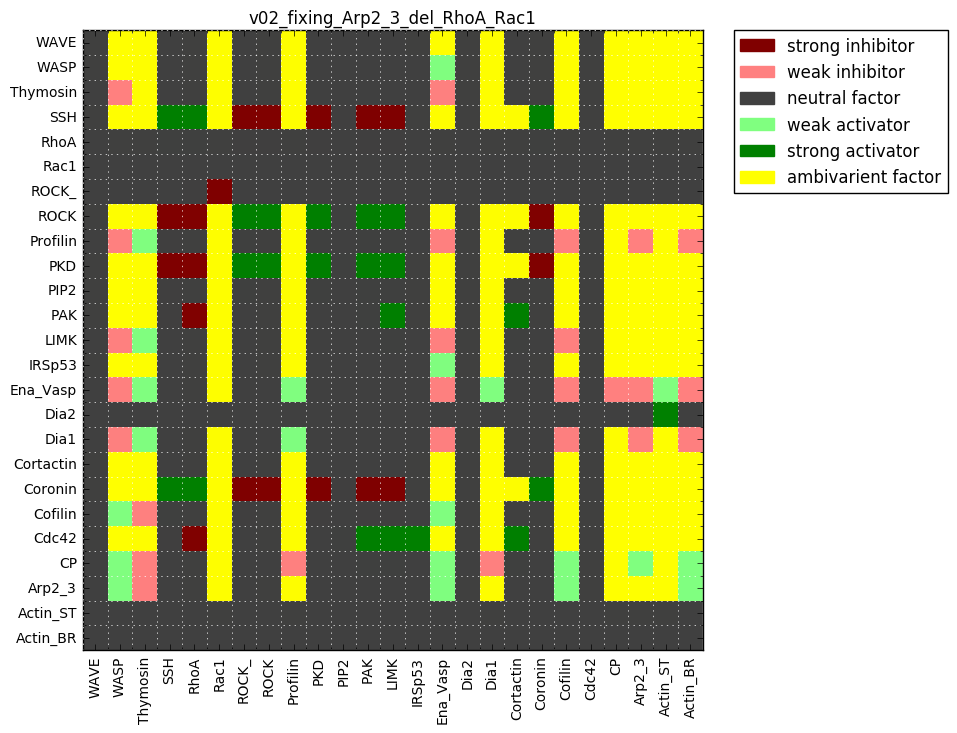 v02_fixing_Arp2_3_del_RhoA_Rac1
WAVE
WASP
Thymosin
SSH
RhoA
Rac1
ROCK_
ROCK
Profilin
PKD
PIP2
PAK
LIMK
IRSp53
Ena_Vasp
Dia2
Dia1
Cortactin
Coronin
Cofilin
Cdc42
CP
Arp2_3
Actin_ST
Actin_BR
WAVE
WASP
Thymosin
SSH
RhoA
Rac1
ROCK_
ROCK
Profilin
PKD
PIP2
PAK
LIMK
IRSp53
Ena_Vasp
Dia2
Dia1
Cortactin
Coronin
Cofilin
Cdc42
CP
Arp2_3
Actin_ST
Actin_BR
strong inhibitor
weak inhibitor
neutral factor
weak activator
strong activator
ambivarient factor